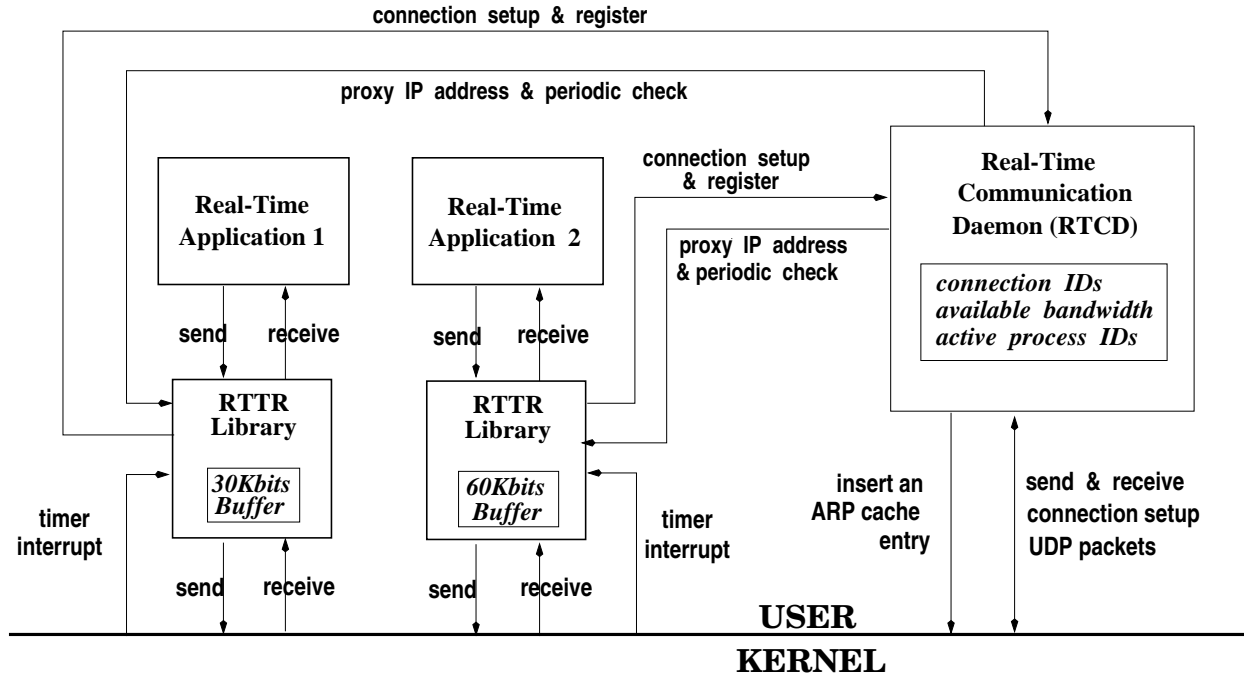 connection setup & register
proxy IP address & periodic check
Real-Time
Application 1
Real-Time
Application 2
connection setup
& register
proxy IP address
& periodic check
Real-Time
Communication
Daemon (RTCD)
connection IDs
available bandwidth
active process IDs
send
receive
send
receive
RTTR
Library
30Kbits
Buffer
RTTR
Library
60Kbits
Buffer
timer
interrupt
timer
interrupt
insert an
ARP cache
entry
send & receive
connection setup
UDP packets
send
receive
send
receive
USER
KERNEL